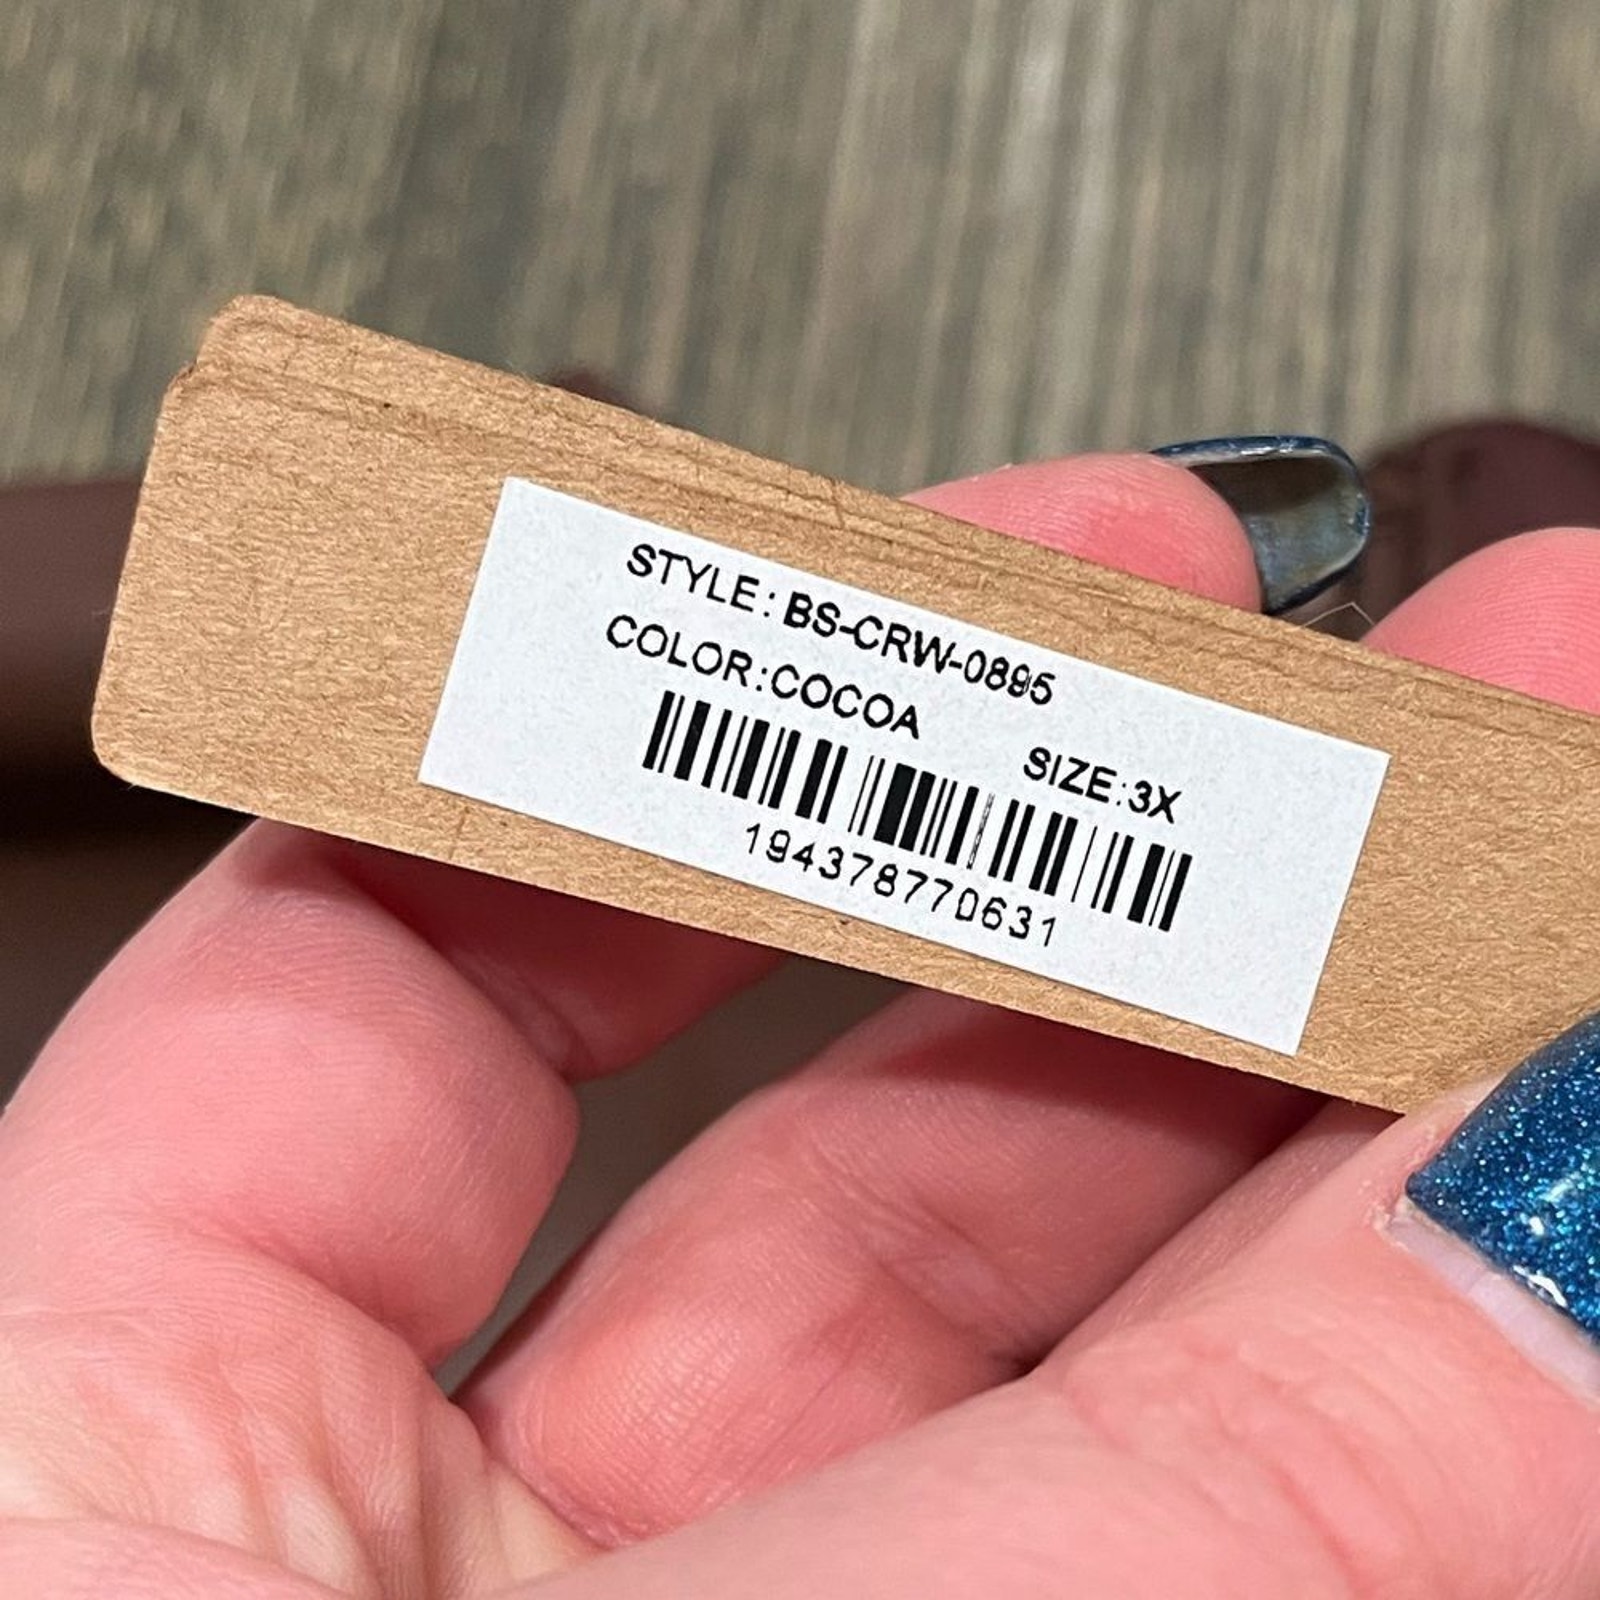 STYLE: BS-CRW-0895
COLOR:COCOA
SIZE:3X
194378770631